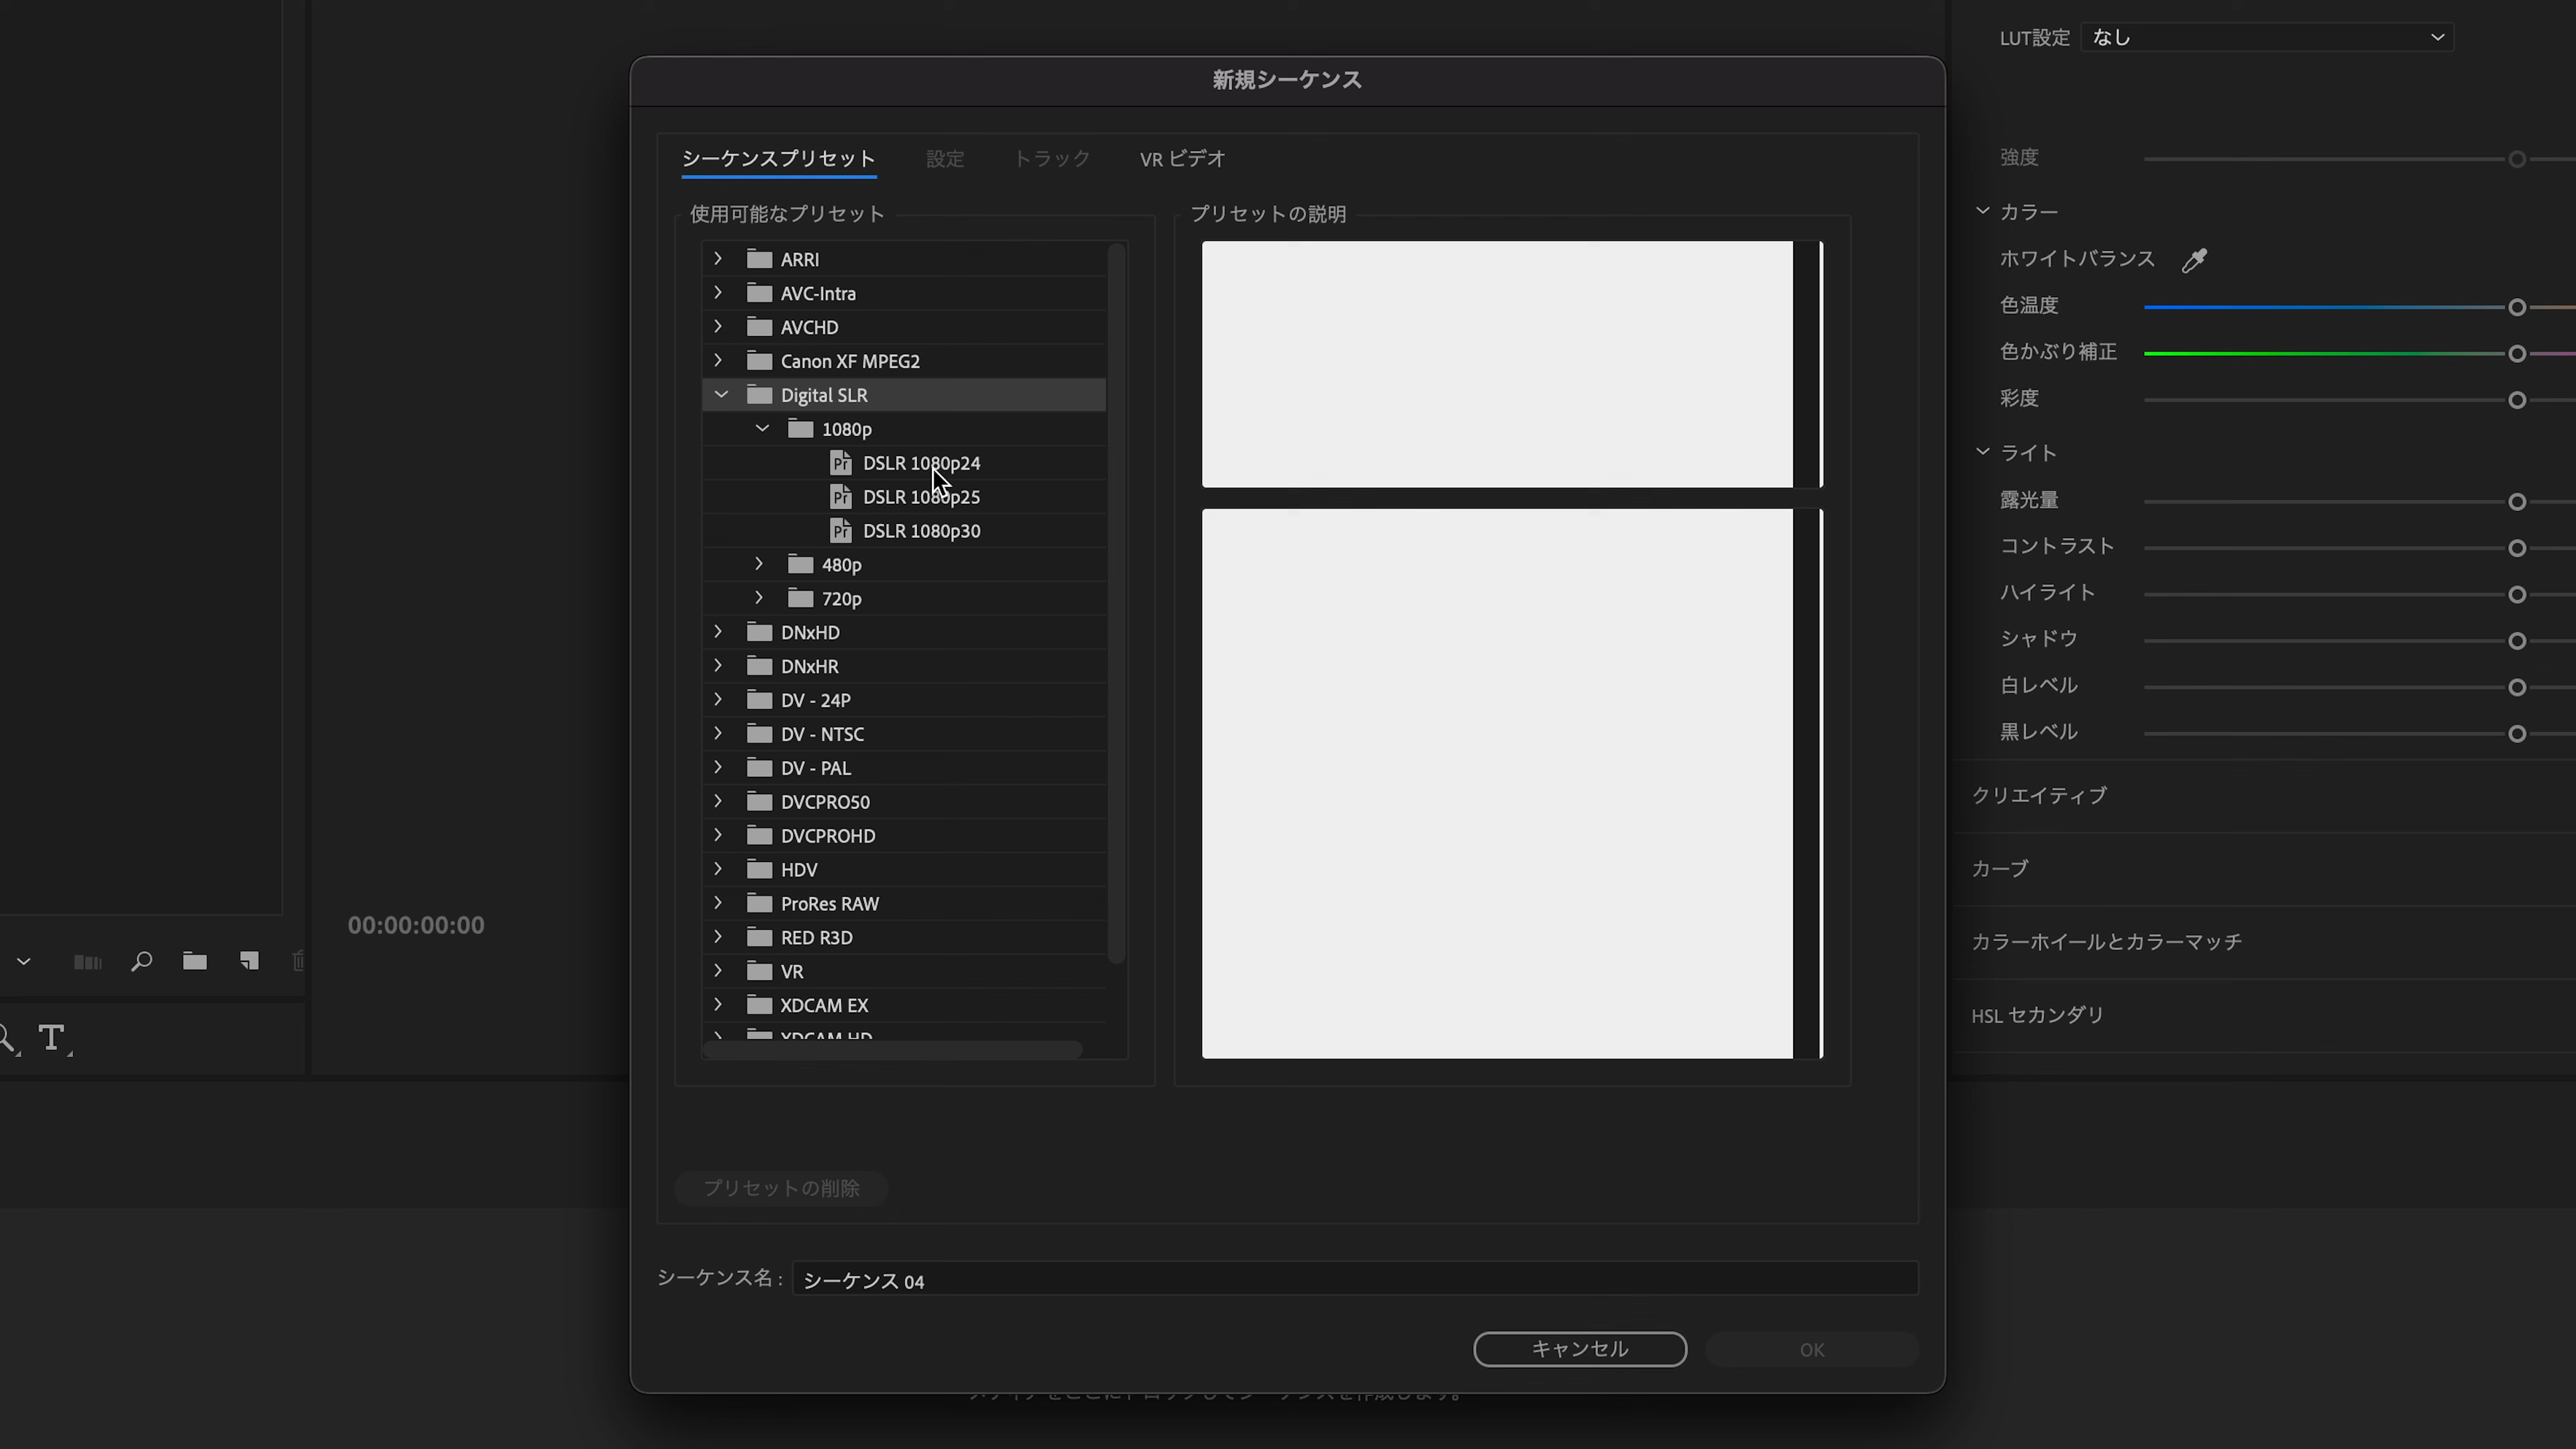 新規シーケンス
シーケンスプリセット
設定
トラック
VR ビデオ
使用可能なプリセット
ARRI
AVC-Intra
AVCHD
Canon XF MPEG2
Digital SLR
1080p
DSLR 1080p24
DSLR 1080p25
DSLR 1080p30
480p
720p
DNxHD
DNxHR
DV - 24P
DV - NTSC
DV - PAL
DVCPRO50
DVCPROHD
HDV
ProRes RAW
RED R3D
VR
XDCAM EX
XDCAM HD
プリセットの説明
プリセットの削除
シーケンス名 :
シーケンス 04
キャンセル
OK
00:00:00:00
LUT設定
なし
強度
カラー
ホワイトバランス
色温度
色かぶり補正
彩度
ライト
露光量
コントラスト
ハイライト
シャドウ
白レベル
黒レベル
クリエイティブ
カーブ
カラーホイールとカラーマッチ
HSL セカンダリ